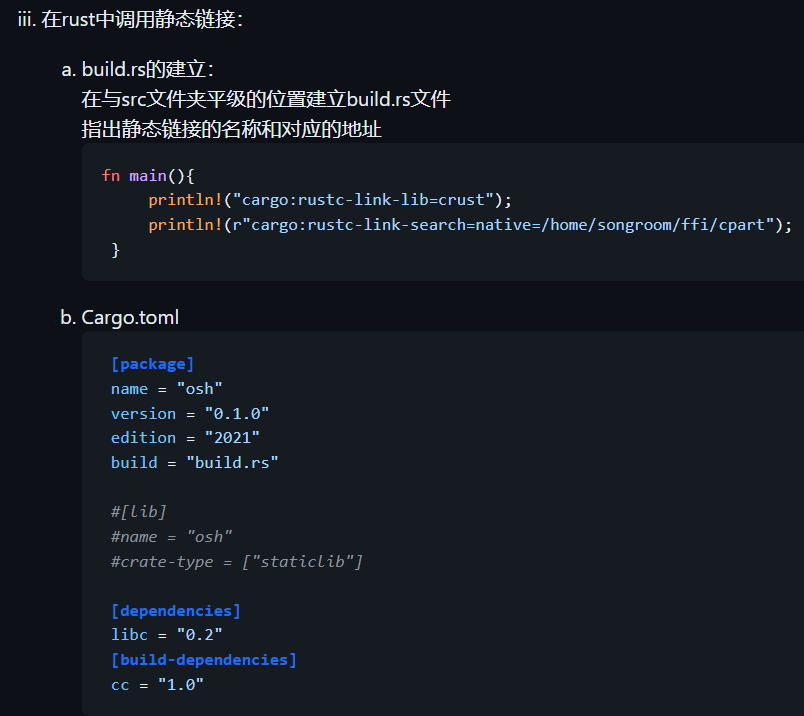 iii. 在rust中调用静态链接：
a. build.rs的建立：
在与src文件夹平级的位置建立build.rs文件
指出静态链接的名称和对应的地址
fn main(){
println!("cargo:rustc-link-lib=crust");
println!(r"cargo:rustc-link-search=native=/home/songroom/ffi/cpart");
}
b. Cargo.toml
[package]
name = "osh"
version = "0.1.0"
edition = "2021"
build = "build.rs"
#[lib]
#name = "osh"
#crate-type = ["staticlib"]
[dependencies]
libc = "0.2"
[build-dependencies]
cc = "1.0"